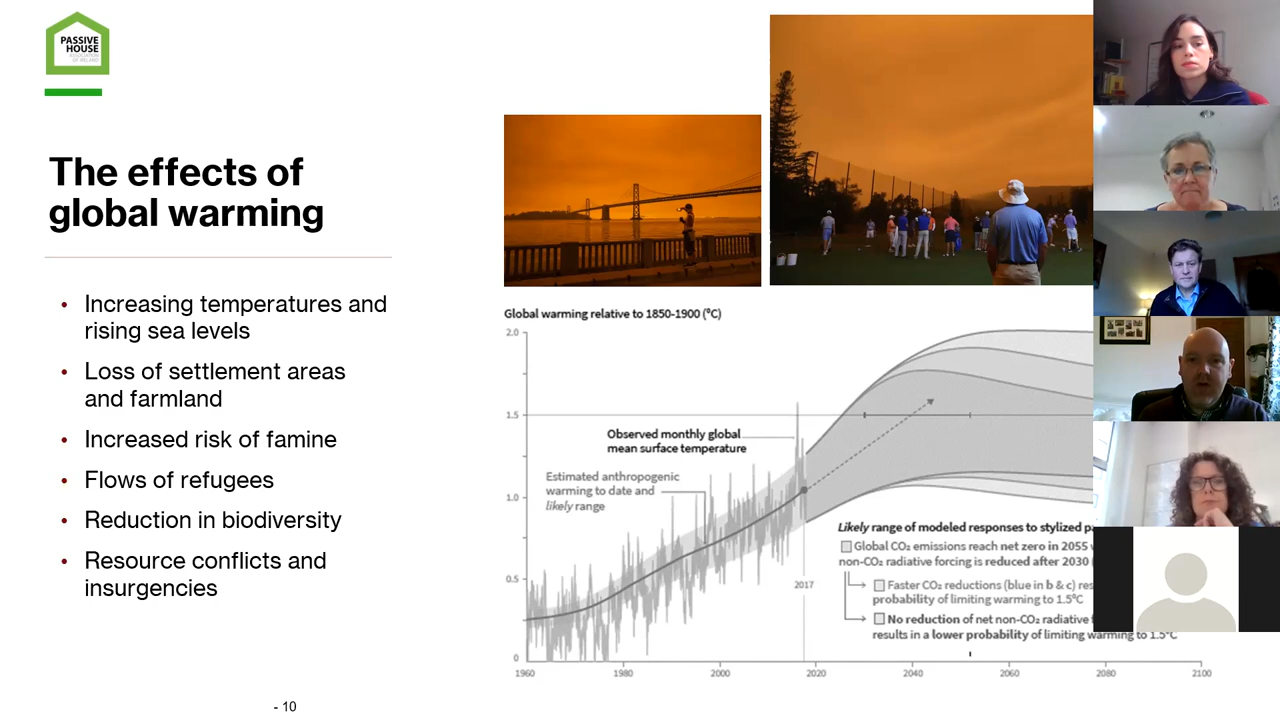 PASSIVE
HOUSE
ASSOCIATION
OF IRELAND
The effects of
global warming
• Increasing temperatures and
rising sea levels
• Loss of settlement areas
and farmland
• Increased risk of famine
• Flows of refugees
• Reduction in biodiversity
• Resource conflicts and
insurgencies
- 10
Global warming relative to 1850-1900 (ºC)
2.0
1.5
1.0
0.5
0
Observed monthly global
mean surface temperature
Estimated anthropogenic
warming to date and
likely range
2017
Likely range of modeled responses to stylized
Global CO₂ emissions reach net zero in 2055
non-CO₂ radiative forcing is reduced after 2030
Faster CO₂ reductions (blue in b & c)
probability of limiting warming to 1.5ºC
No reduction of net non-CO₂ radiative
results in a lower probability of limiting warming to 1.5ºC
1960 1980 2000 2020 2040 2060 2080 2100